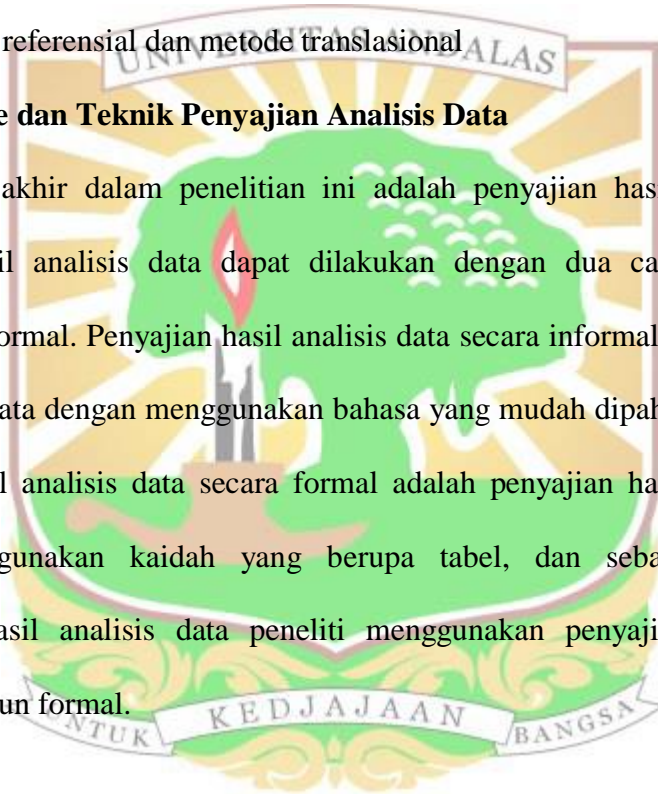 referensial dan metode translasional
UNIVERSITAS ANDALAS
e dan Teknik Penyajian Analisis Data
akhir dalam penelitian ini adalah penyajian has
il analisis data dapat dilakukan dengan dua ca
ormal. Penyajian hasil analisis data secara informal
ata dengan menggunakan bahasa yang mudah dipah
l analisis data secara formal adalah penyajian ha
gunakan kaidah yang berupa tabel, dan seba
asil analisis data peneliti menggunakan penyaji
un formal.
UNTUK KEDJAJAAN BANGSA